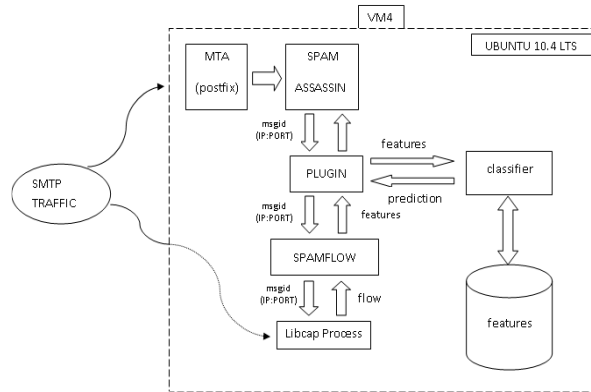 VM4
UBUNTU 10.4 LTS
MTA
(postfix)
SPAM
ASSASSIN
msgid
(IP:PORT)
features
PLUGIN
classifier
prediction
SMTP
TRAFFIC
msgid
(IP:PORT)
features
SPAMFLOW
msgid
(IP:PORT)
flow
features
Libcap Process